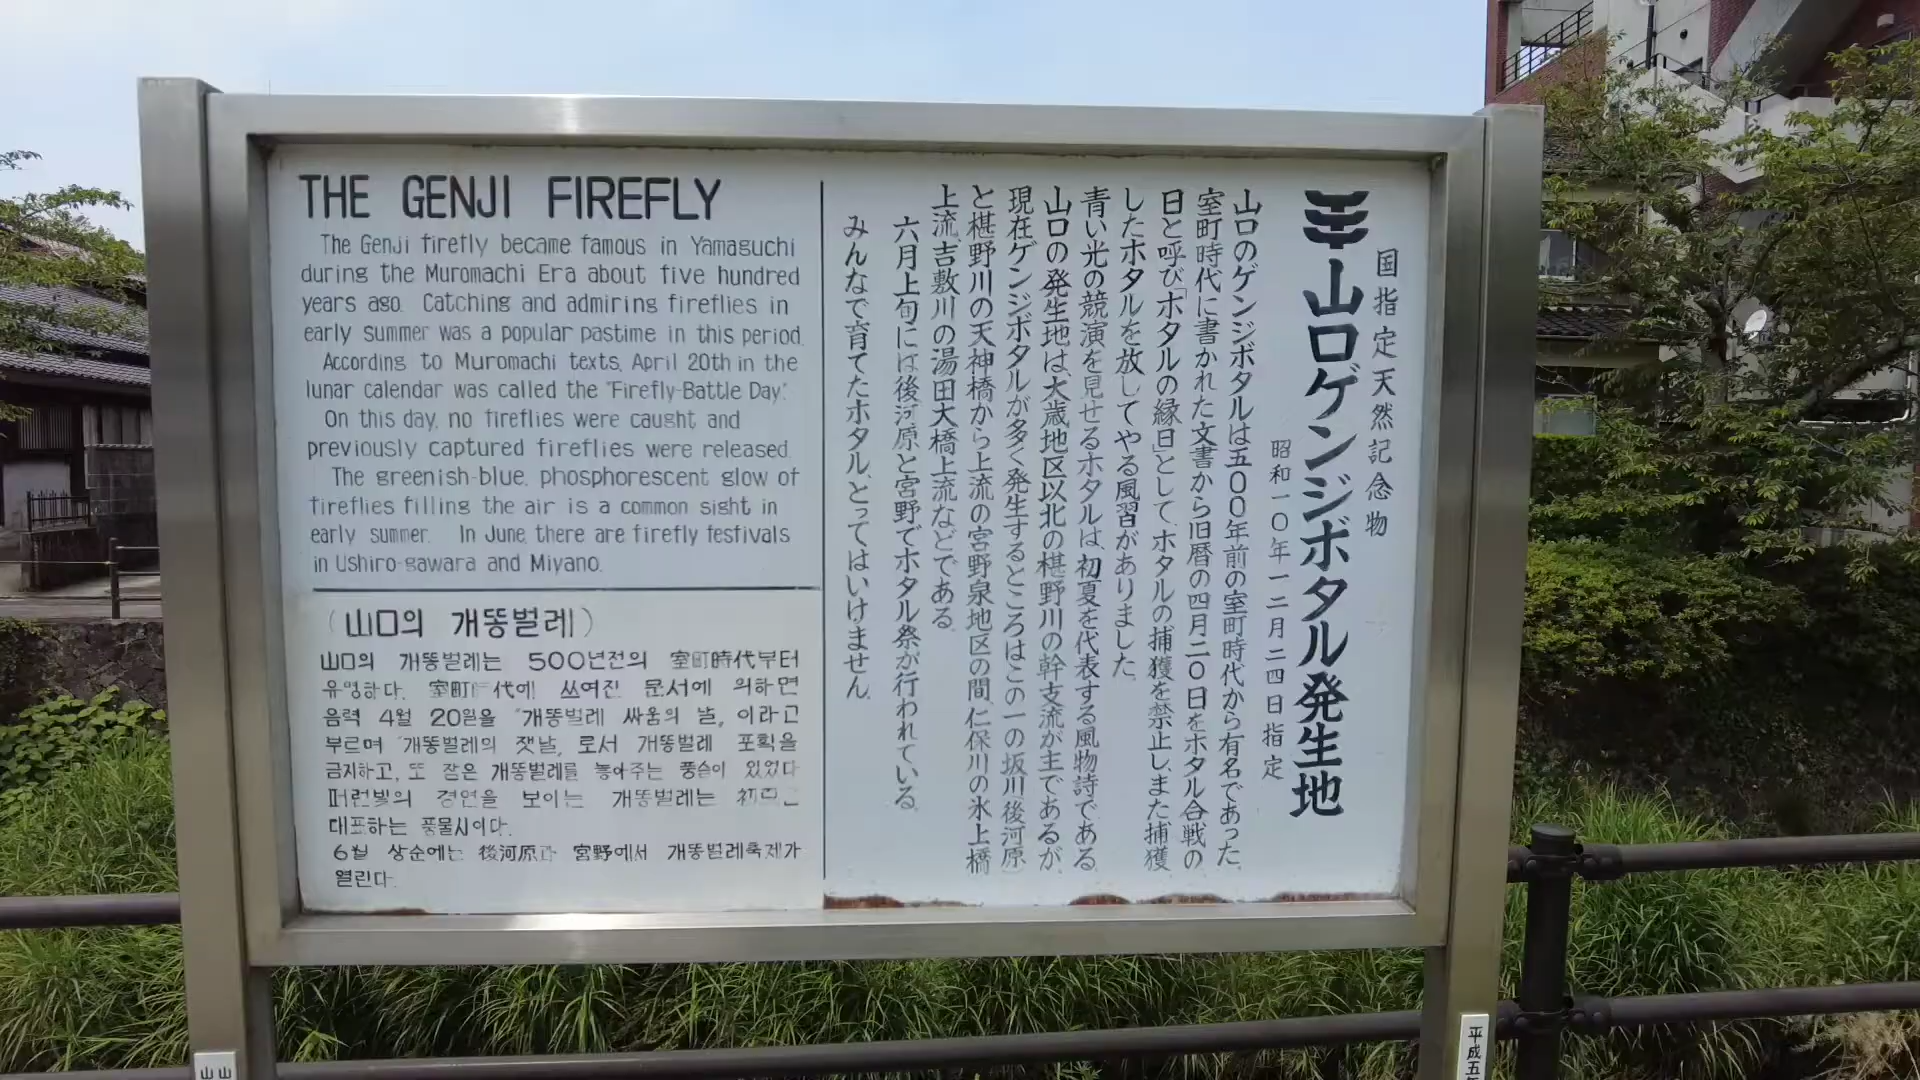 THE GENJI FIREFLY
The Genji firefly became famous in Yamaguchi
during the Muromachi Era about five hundred
years ago. Catching and admiring fireflies in
early summer was a popular pastime in this period.
According to Muromachi texts, April 20th in the
lunar calendar was called the "Firefly-Battle Day".
On this day, no fireflies were caught and
previously captured fireflies were released.
The greenish-blue, phosphorescent glow of
fireflies filling the air is a common sight in
early summer. In June, there are firefly festivals
in Ushiro-gawara and Miyano.
(山口의 개똥벌레)
山口의 개똥벌레는 500년전의 室町時代부터
유명하다. 室町時代에 쓰여진 문서에 의하면
음력 4월 20일을 "개똥벌레 싸움의 날, 이라고
부르며 "개똥벌레의 잿날, 로서 개똥벌레 포획을
금지하고, 또 잡은 개똥벌레를 놓아주는 풍습이 있었다
퍼런빛의 경연을 보이는 개똥벌레는 初
대표하는 풍물시이다.
6월 상순에는 後河原과 宮野에서 개똥벌레축제가
열린다.
国指定天然記念物
山口ゲンジボタル発生地
昭和一〇年一二月二四日指定
山口のゲンジボタルは五〇〇年前の室町時代から有名であった、
室町時代に書かれた文書から旧暦の四月二〇日をホタル合戦の
日と呼び「ホタルの縁日」として、ホタルの捕獲を禁止しまた捕獲
したホタルを放してやる風習がありました
青い光の競演を見せるホタルは、初夏を代表する風物詩である
山口の発生地は、大歳地区以北の椹野川の幹支流が主であるが、
現在ゲンジボタルが多く発生するところはこの一の坂川(後河原)
と椹野川の天神橋から上流の宮野泉地区の間、仁保川の氷上橋
上流、吉敷川の湯田大橋上流などである
六月上旬には後河原と宮野でホタル祭が行われている
みんなで育てたホタル、とってはいけません
山山
平成五年